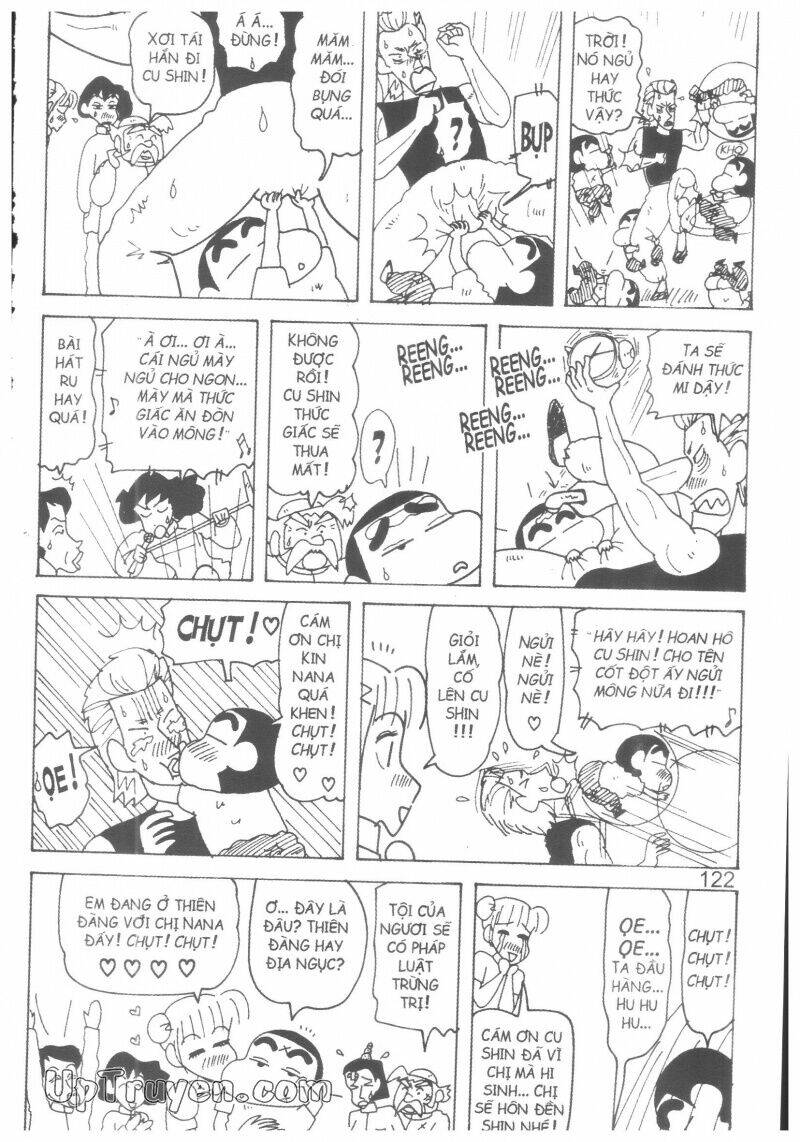 TRỜI!
NÓ NGỦ
HAY
THỨC
VẬY?
KHÒ
BỤP
?
MĂM
MĂM...
ĐÓI
BỤNG
QUÁ...
Á Á...
ĐỪNG!
XƠI TÁI
HẮN ĐI
CU SHIN!
TA SẼ
ĐÁNH THỨC
MI DẬY!
REENG...
REENG...
REENG...
REENG...
REENG...
REENG...
?
KHÔNG
ĐƯỢC
RỒI!
CU SHIN
THỨC
GIẤC SẼ
THUA
MẤT!
"À ƠI... ƠI À...
CÁI NGỦ MÀY
NGỦ CHO NGON...
MÀY MÀ THỨC
GIẤC ĂN ĐÒN
VÀO MÔNG!"
BÀI
HÁT
RU
HAY
QUÁ!
"HÂY HÂY! HOAN HÔ
CU SHIN! CHO TÊN
CỐT ĐỘT ẤY NGỬI
MÔNG NỮA ĐI!!!"
NGỬI
NÈ!
NGỬI
NÈ!
GIỎI
LẮM,
CỐ
LÊN CU
SHIN
!!!
CÁM
ƠN CHỊ
KIN
NANA
QUÁ
KHEN!
CHỤT!
CHỤT!
CHỤT!
ỌE!
122
CHỤT!
CHỤT!
CHỤT!
ỌE...
ỌE...
TA ĐẦU
HÀNG...
HU HU
HU...
CÁM ƠN CU
SHIN ĐÃ VÌ
CHỊ MÀ HI
SINH... CHỊ
SẼ HÔN ĐỀN
SHIN NHÉ!
TỘI CỦA
NGƯƠI SẼ
CÓ PHÁP
LUẬT
TRỪNG
TRỊ!
Ơ... ĐÂY LÀ
ĐÂU? THIÊN
ĐÀNG HAY
ĐỊA NGỤC?
EM ĐANG Ở THIÊN
ĐÀNG VỚI CHỊ NANA
ĐẤY! CHỤT! CHỤT!
UpTruyen.com